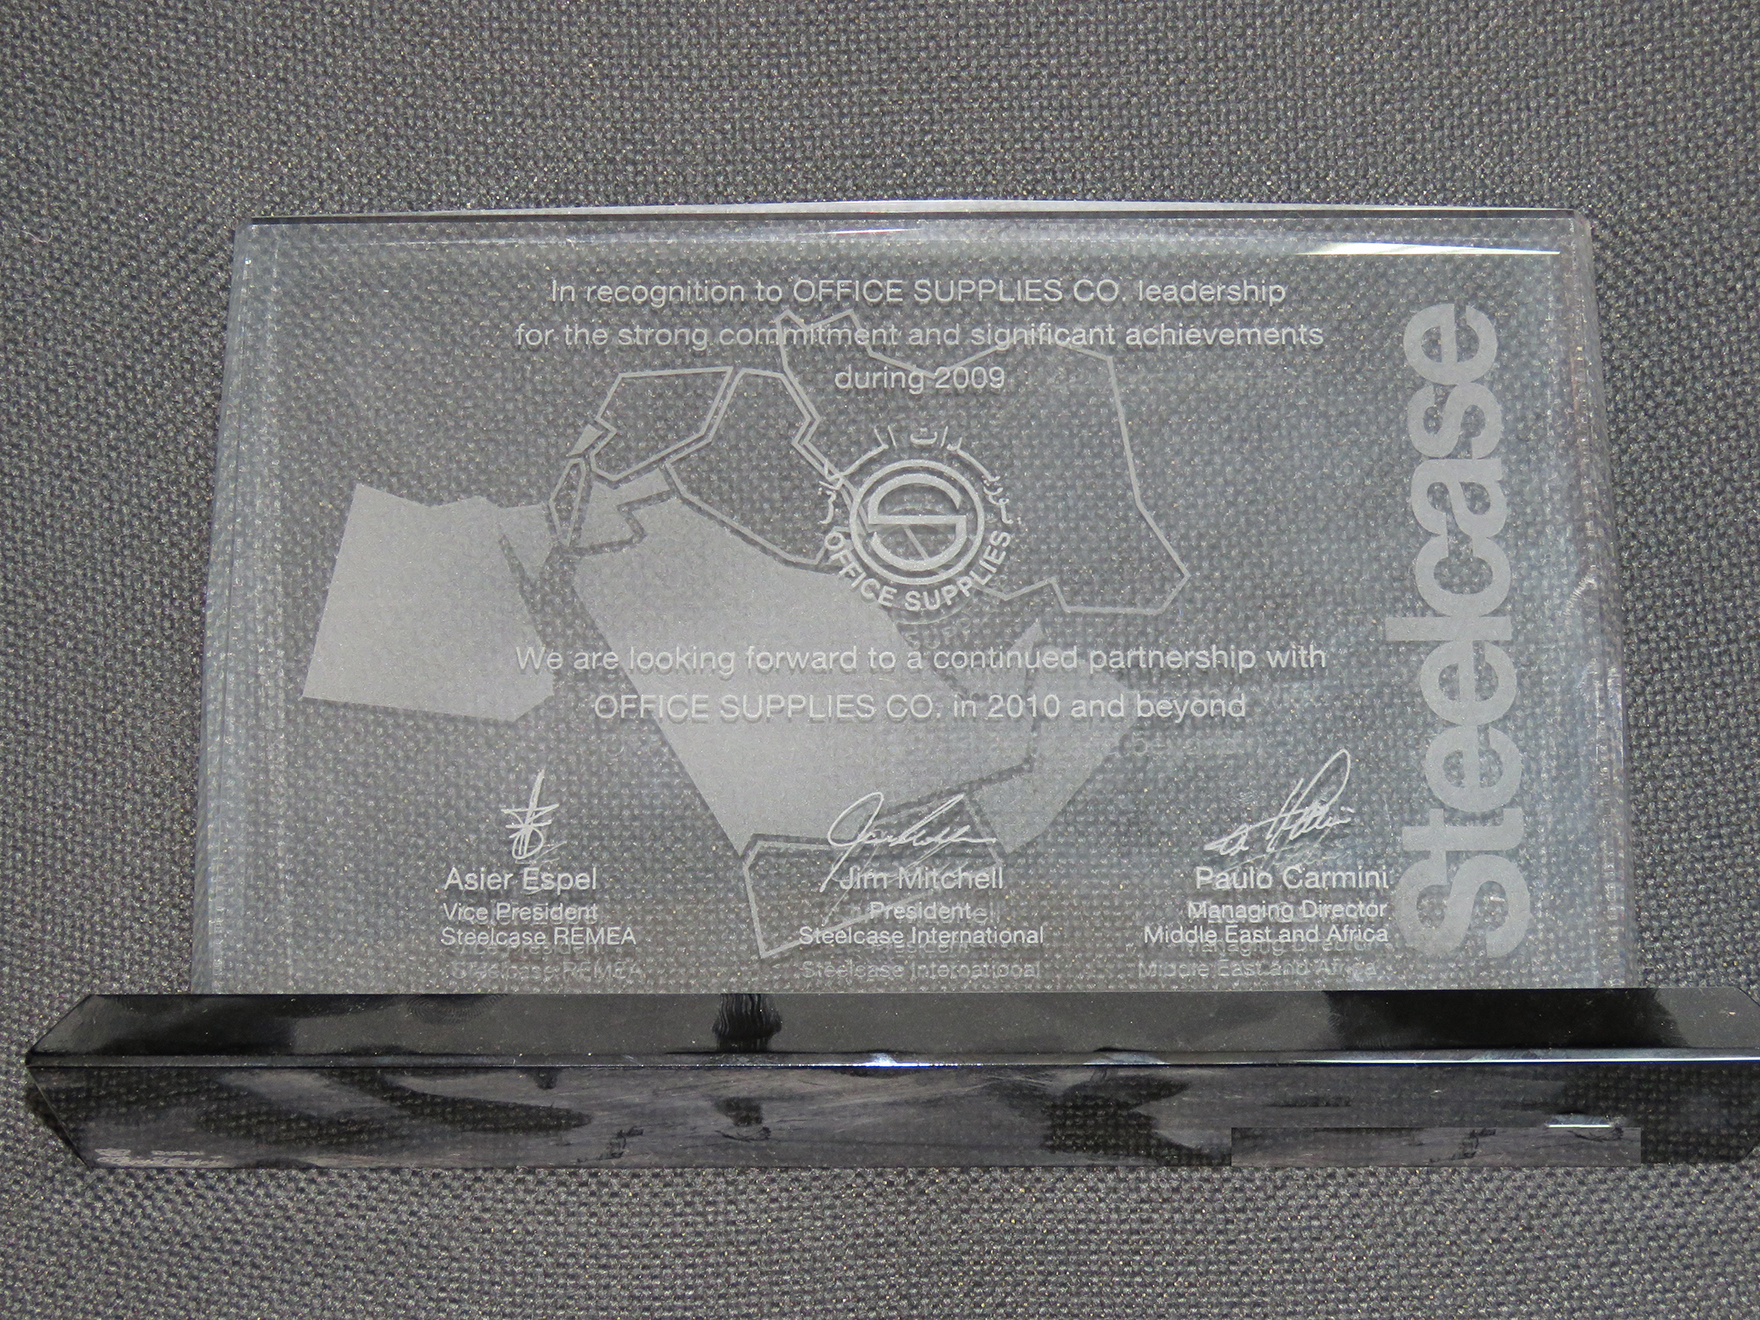 In recognition to OFFICE SUPPLIES CO. leadership
for the strong commitment and significant achievements
during 2009
OFFICE SUPPLIES
We are looking forward to a continued partnership with
OFFICE SUPPLIES CO. in 2010 and beyond
Asier Espel
Vice President
Steelcase REMEA
Jim Mitchell
President
Steelcase International
Paulo Carmini
Managing Director
Middle East and Africa
Steelcase